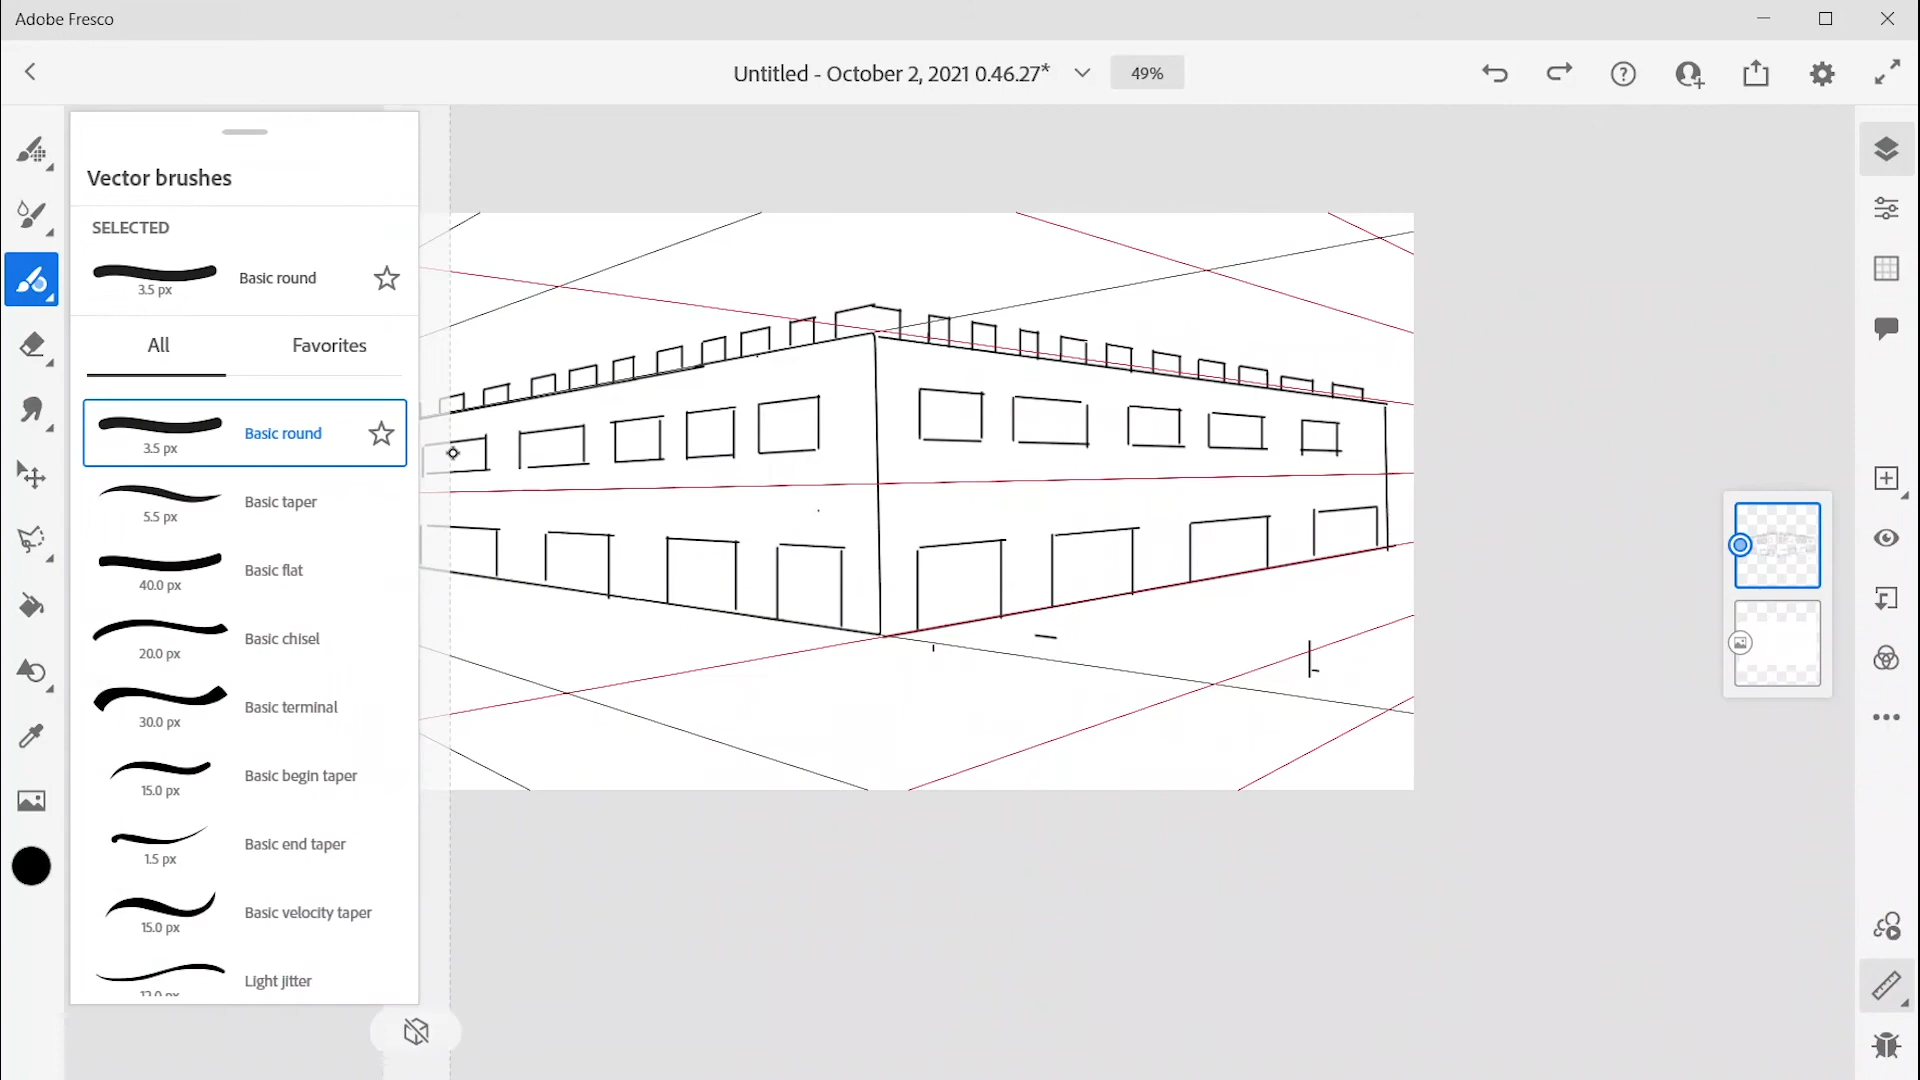 Adobe Fresco
Untitled - October 2, 2021 0.46.27*
49%
Vector brushes
SELECTED
Basic round
3.5 px
All
Favorites
Basic round
3.5 px
Basic taper
5.5 px
Basic flat
40.0 px
Basic chisel
20.0 px
Basic terminal
30.0 px
Basic begin taper
15.0 px
Basic end taper
1.5 px
Basic velocity taper
15.0 px
Light jitter